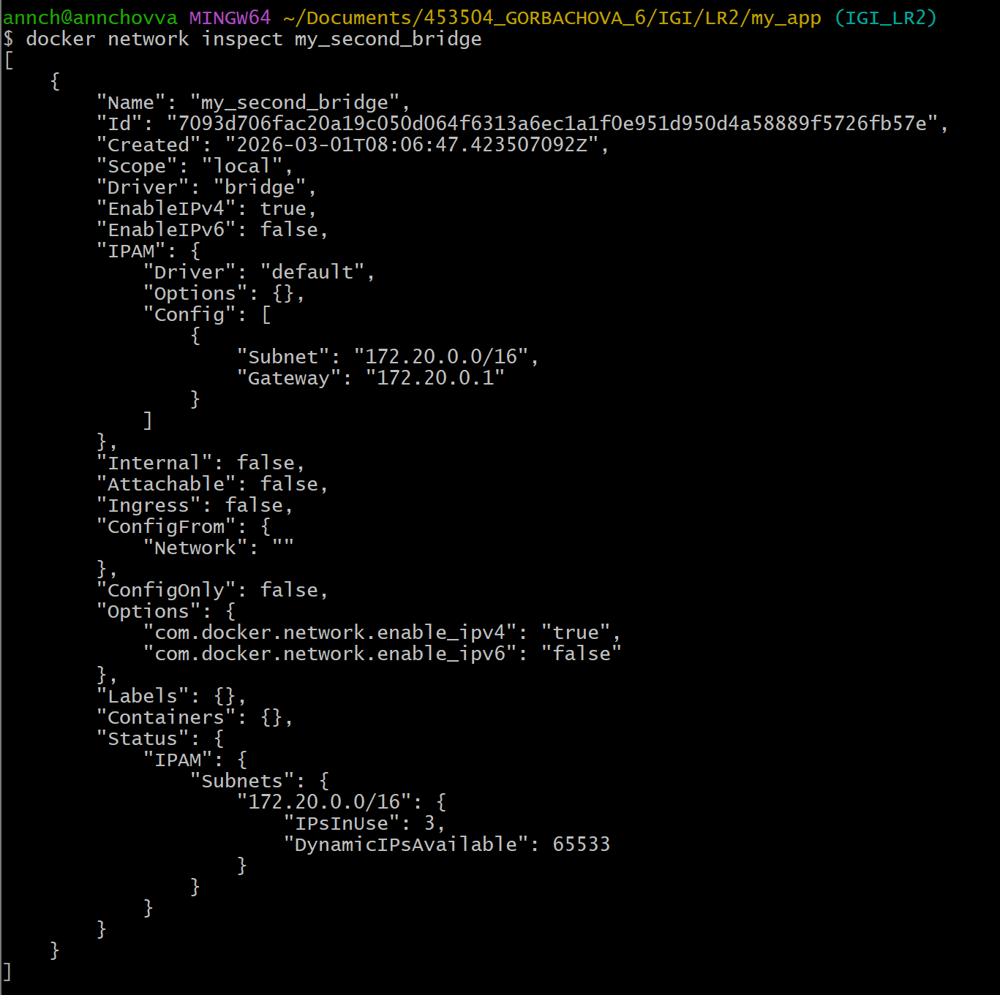 annch@annchovva MINGW64 ~/Documents/453504_GORBACHOVA_6/IGI/LR2/my_app (IGI_LR2)
$ docker network inspect my_second_bridge
[
    {
        "Name": "my_second_bridge",
        "Id": "7093d706fac20a19c050d064f6313a6ec1a1f0e951d950d4a58889f5726fb57e",
        "Created": "2026-03-01T08:06:47.423507092Z",
        "Scope": "local",
        "Driver": "bridge",
        "EnableIPv4": true,
        "EnableIPv6": false,
        "IPAM": {
            "Driver": "default",
            "Options": {},
            "Config": [
                {
                    "Subnet": "172.20.0.0/16",
                    "Gateway": "172.20.0.1"
                }
            ]
        },
        "Internal": false,
        "Attachable": false,
        "Ingress": false,
        "ConfigFrom": {
            "Network": ""
        },
        "ConfigOnly": false,
        "Options": {
            "com.docker.network.enable_ipv4": "true",
            "com.docker.network.enable_ipv6": "false"
        },
        "Labels": {},
        "Containers": {},
        "Status": {
            "IPAM": {
                "Subnets": {
                    "172.20.0.0/16": {
                        "IPsInUse": 3,
                        "DynamicIPsAvailable": 65533
                    }
                }
            }
        }
    }
]